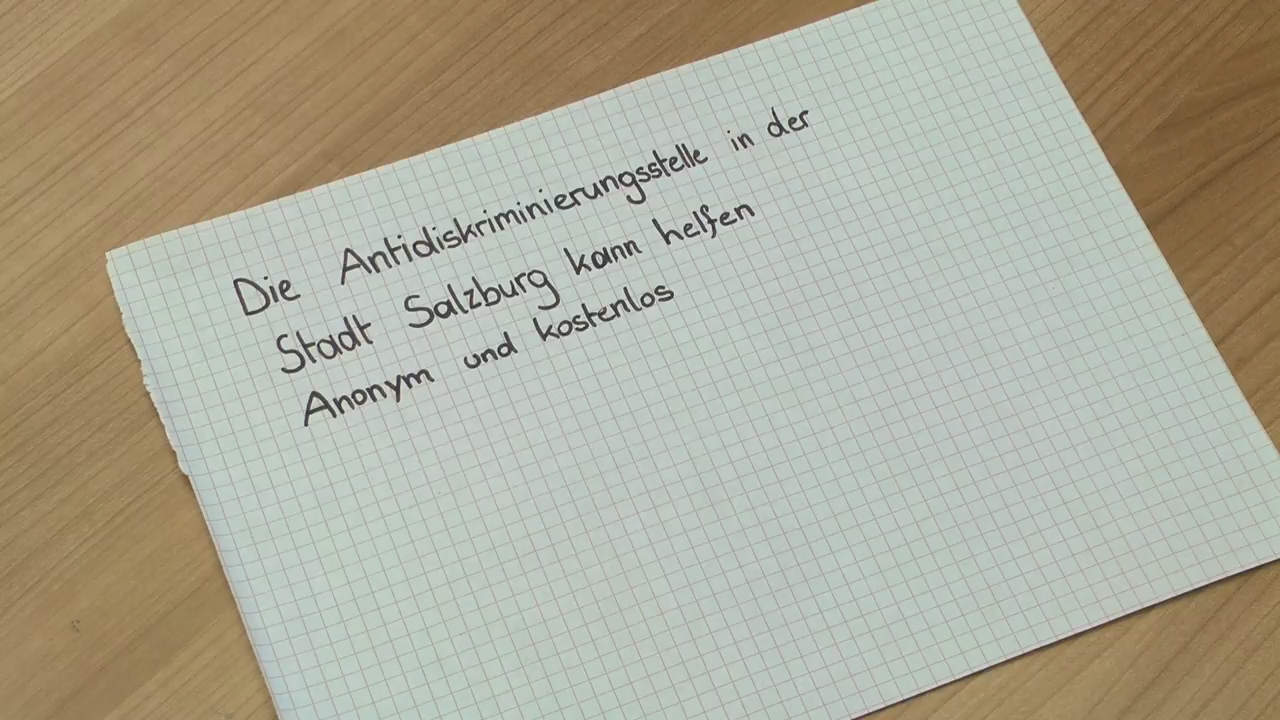 Die Antidiskriminierungsstelle in der
Stadt Salzburg kann helfen
Anonym und kostenlos